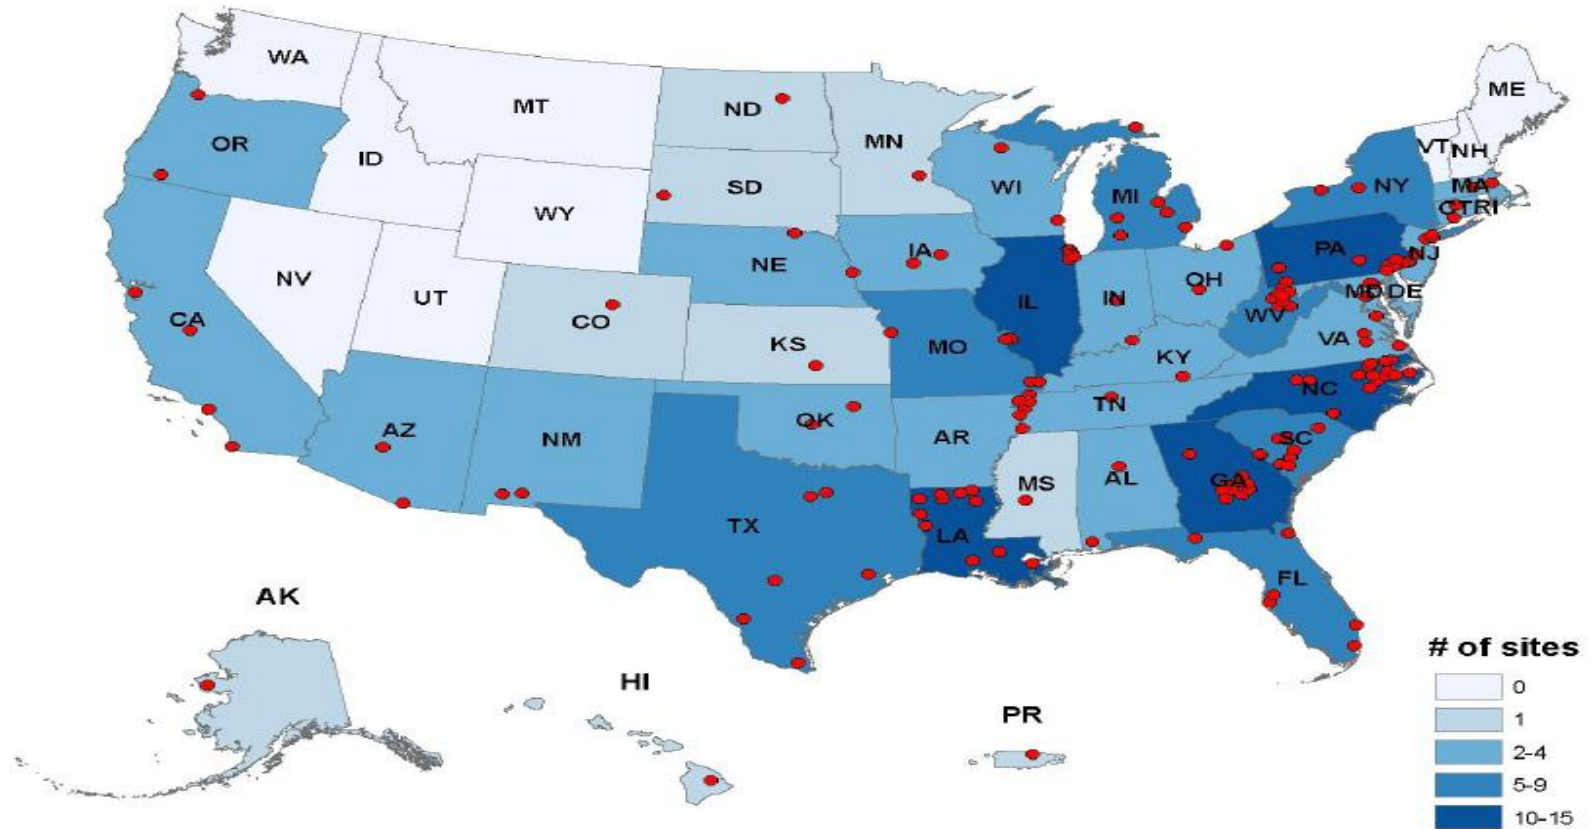 WA
MT
ND
MN
ME
OR
ID
SD
WI
MI
VT
NH
NY
MA
WY
CT
RI
NE
IA
PA
NJ
NV
UT
IL
IN
OH
MD
DE
CA
CO
KS
MO
WV
VA
KY
AZ
NM
OK
AR
TN
NC
SC
MS
AL
GA
TX
LA
FL
AK
HI
PR
# of sites
0
1
2-4
5-9
10-15